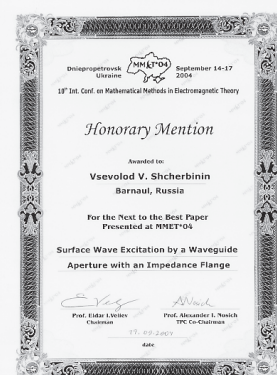 Dniepropetrovsk
Ukraine
MMET*04
September 14-17
2004
10th Int. Conf. on Mathematical Methods in Electromagnetic Theory
Honorary Mention
Awarded to:
Vsevolod V. Shcherbinin
Barnaul, Russia
For the Next to the Best Paper
Presented at MMET*04
Surface Wave Excitation by a Waveguide
Aperture with an Impedance Flange
Prof. Eldar I.Veliev
Chairman
Prof. Alexander I. Nosich
TPC Co-Chairman
17.09.2004
date